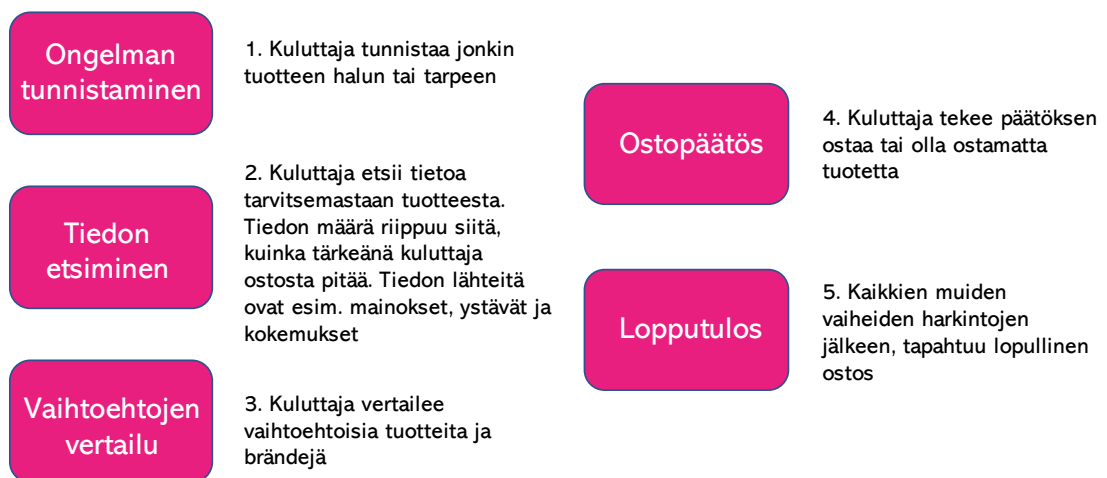 Ongelman
tunnistaminen
1. Kuluttaja tunnistaa jonkin
tuotteen halun tai tarpeen
Tiedon
etsiminen
2. Kuluttaja etsii tietoa
tarvitsemastaan tuotteesta.
Tiedon määrä riippuu siitä,
kuinka tärkeänä kuluttaja
ostosta pitää. Tiedon lähteitä
ovat esim. mainokset, ystävät ja
kokemukset
Vaihtoehtojen
vertailu
3. Kuluttaja vertailee
vaihtoehtoisia tuotteita ja
brändejä
Ostopäätös
4. Kuluttaja tekee päätöksen
ostaa tai olla ostamatta
tuotetta
Lopputulos
5. Kaikkien muiden
vaiheiden harkintojen
jälkeen, tapahtuu lopullinen
ostos